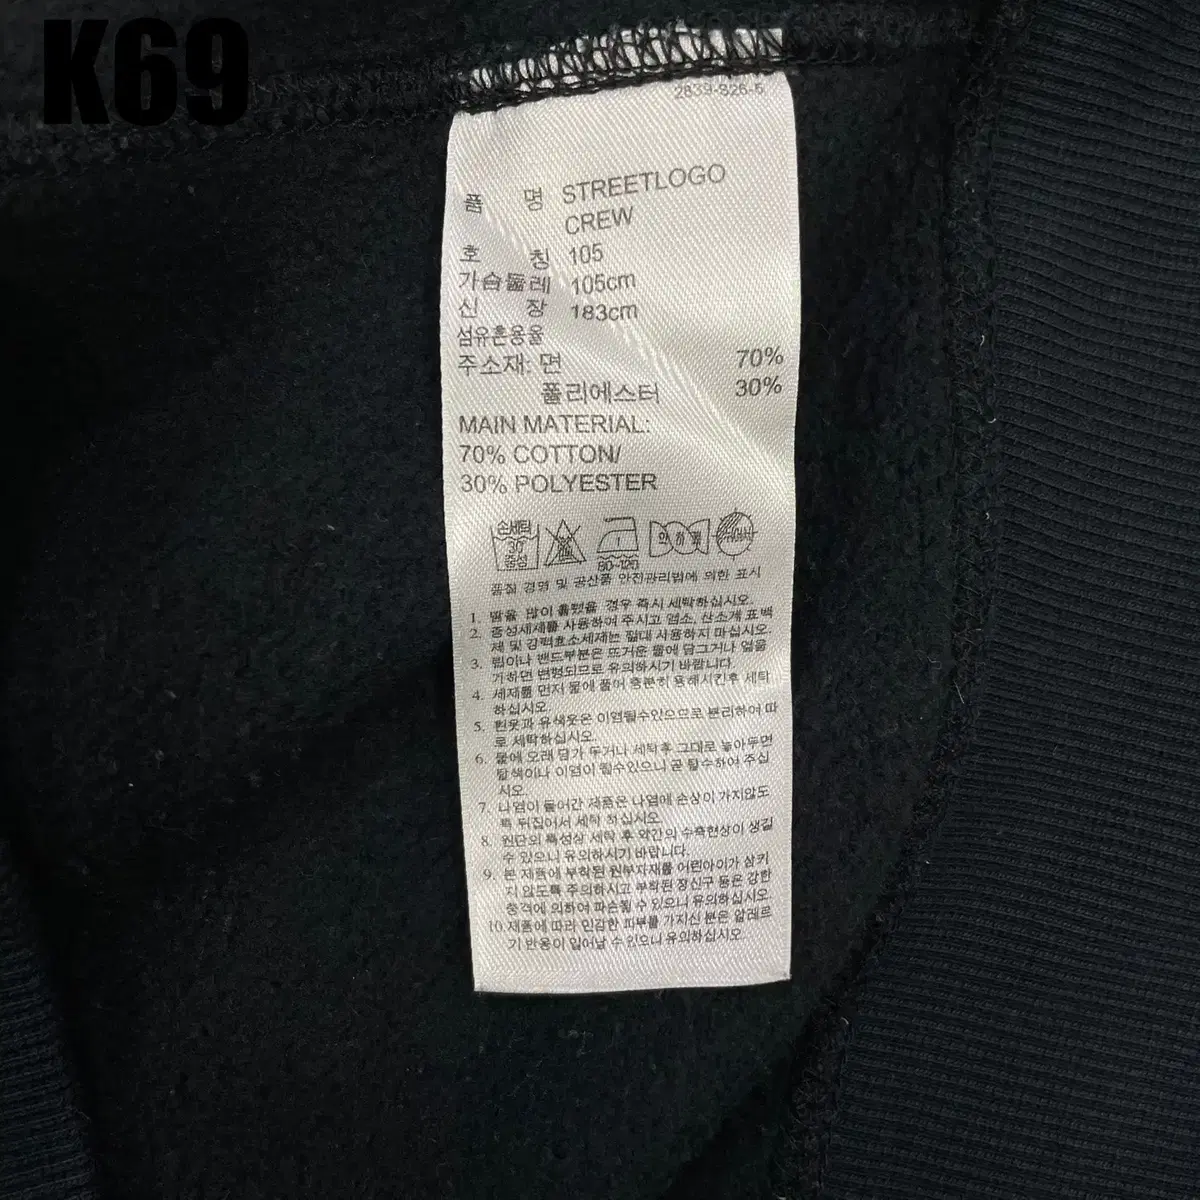 K69
2839-826-6
품 명 STREETLOGO
CREW
호 칭 105
가슴둘레 105cm
신 장 183cm
섬유혼용율
주소재: 면 70%
폴리에스터 30%
MAIN MATERIAL:
70% COTTON/
30% POLYESTER
손세탁
30
중성
80~120
품질 경영 및 공산품 안전관리법에 의한 표시
1. 땀을 많이 흘렸을 경우 즉시 세탁하십시오.
2. 중성세제를 사용하여 주시고 염소, 산소계 표백
제 및 강력효소세제는 절대 사용하지 마십시오.
3. 립이나 밴드부분은 뜨거운 물에 담그거나 잃을
가하면 변형되므로 유의하시기 바랍니다.
4. 세제를 먼저 물에 풀어 충분히 용해시킨후 세탁
하십시오.
5. 흰옷과 유색옷은 이염될수있으므로 분리하여 따
로 세탁하십시오.
6. 물에 오래 담가 두거나 세탁후 그대로 놓아두면
탈색이나 이염이 될수있으니 곧 탈수하여 주십
시오.
7. 나염이 들어간 제품은 나염에 손상이 가지않도
록 뒤집어서 세탁 하십시오.
8. 원단의 특성상 세탁 후 약간의 수축현상이 생길
수 있으니 유의하시기 바랍니다.
9. 본 제품에 부착된 원부자재를 어린아이가 삼키
지 않도록 주의하시고 부착된 장신구 등은 강한
충격에 의하여 파손될 수 있으니 유의하십시오.
10. 제품에 따라 민감한 피부를 가지신 분은 알레르
기 반응이 일어날 수 있으니 유의하십시오.